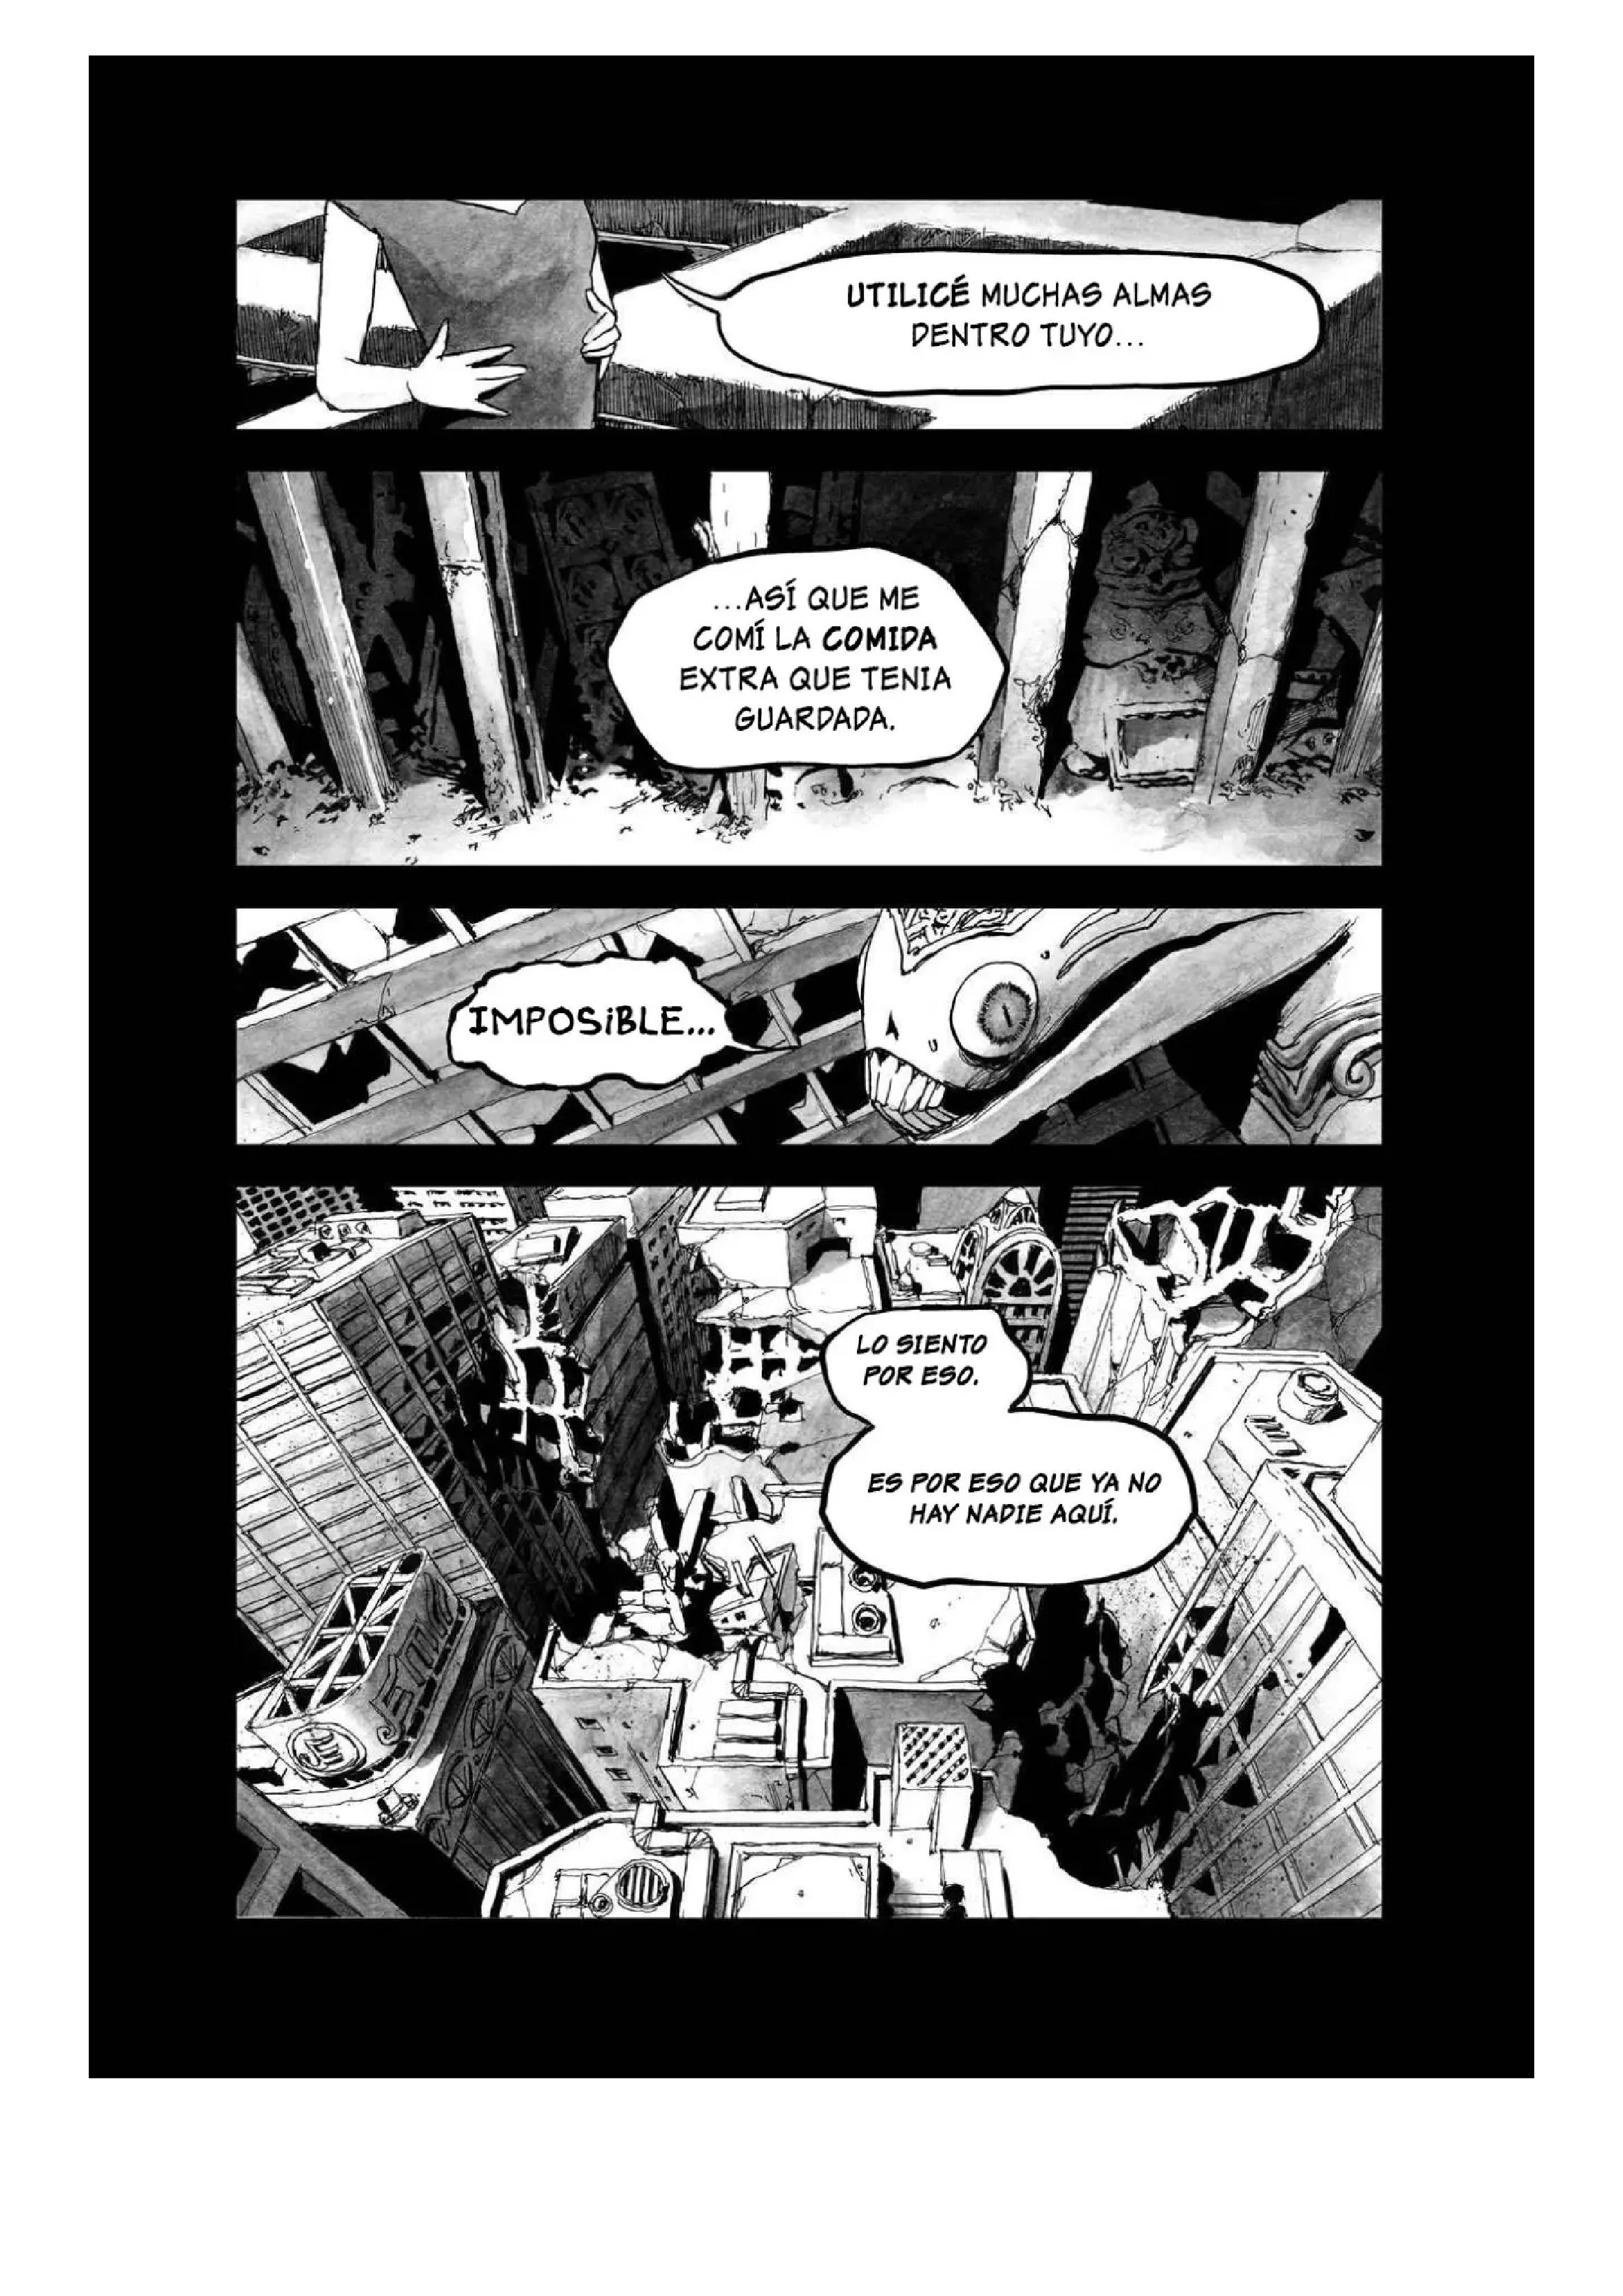 UTILICÉ MUCHAS ALMAS
DENTRO TUYO...
...ASÍ QUE ME
COMÍ LA COMIDA
EXTRA QUE TENIA
GUARDADA.
IMPOSiBLE...
LO SIENTO
POR ESO.
ES POR ESO QUE YA NO
HAY NADIE AQUÍ.